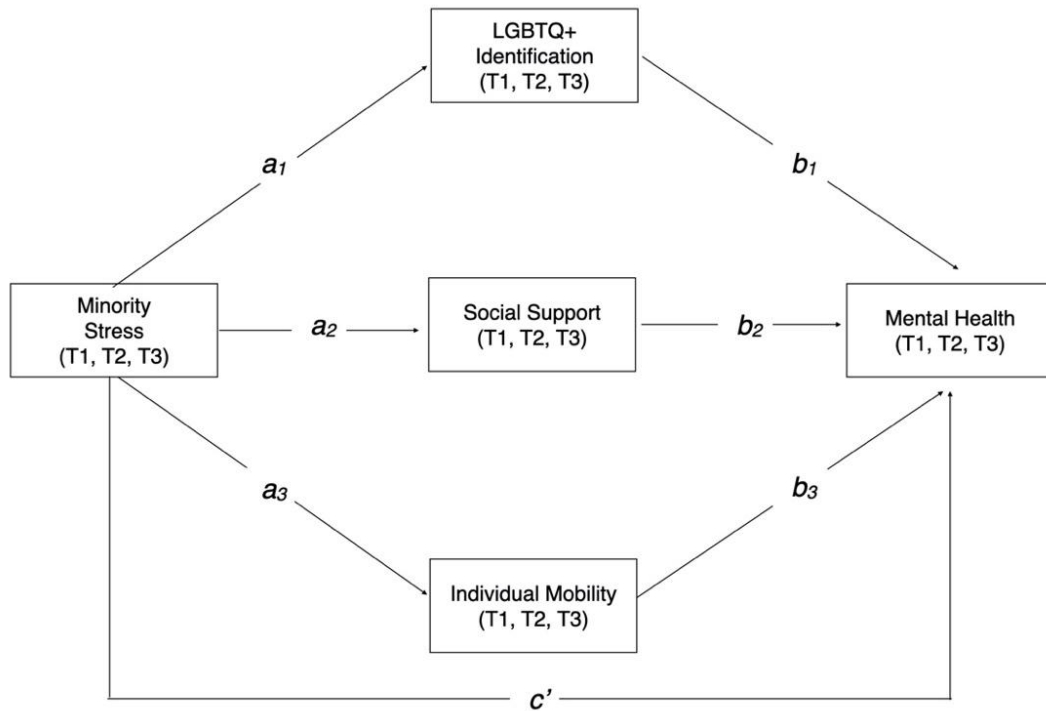 LGBTQ+
Identification
(T1, T2, T3)
a1
b1
Minority
Stress
(T1, T2, T3)
a2
Social Support
(T1, T2, T3)
b2
Mental Health
(T1, T2, T3)
a3
b3
Individual Mobility
(T1, T2, T3)
c’